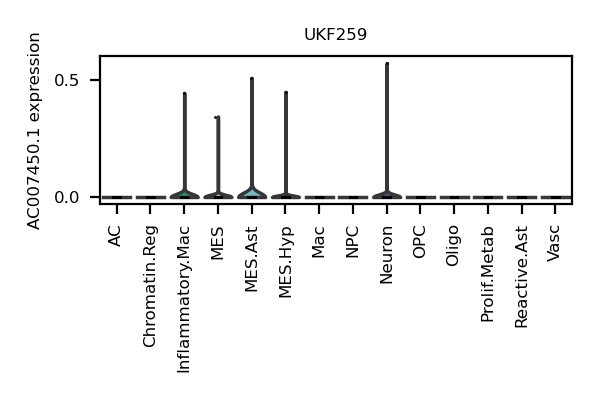 UKF259
AC007450.1 expression
0.5
0.0
AC
Chromatin.Reg
Inflammatory.Mac
MES
MES.Ast
MES.Hyp
Mac
NPC
Neuron
OPC
Oligo
Prolif.Metab
Reactive.Ast
Vasc